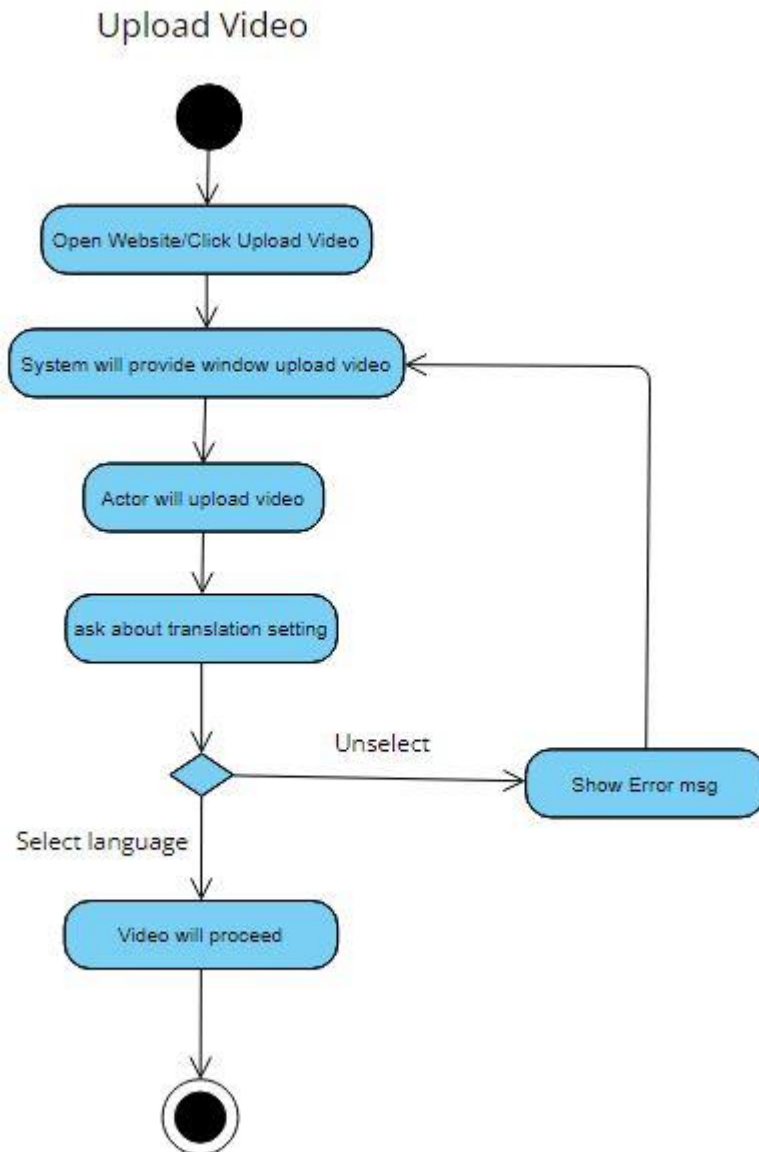 Upload Video
Open Website/Click Upload Video
System will provide window upload video
Actor will upload video
ask about translation setting
Unselect
Show Error msg
Select language
Video will proceed